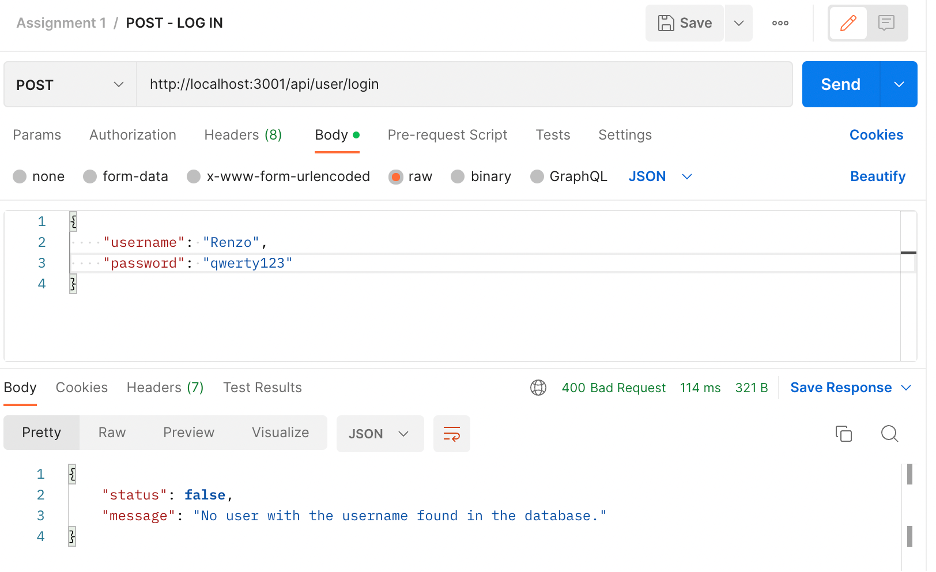 Assignment 1 / POST - LOG IN
Save
POST
http://localhost:3001/api/user/login
Send
Params
Authorization
Headers (8)
Body
Pre-request Script
Tests
Settings
Cookies
none
form-data
x-www-form-urlencoded
raw
binary
GraphQL
JSON
Beautify
1 {
2 "username": "Renzo",
3 "password": "qwerty123"
4 }
Body
Cookies
Headers (7)
Test Results
400 Bad Request
114 ms
321 B
Save Response
Pretty
Raw
Preview
Visualize
JSON
1 {
2 "status": false,
3 "message": "No user with the username found in the database."
4 }